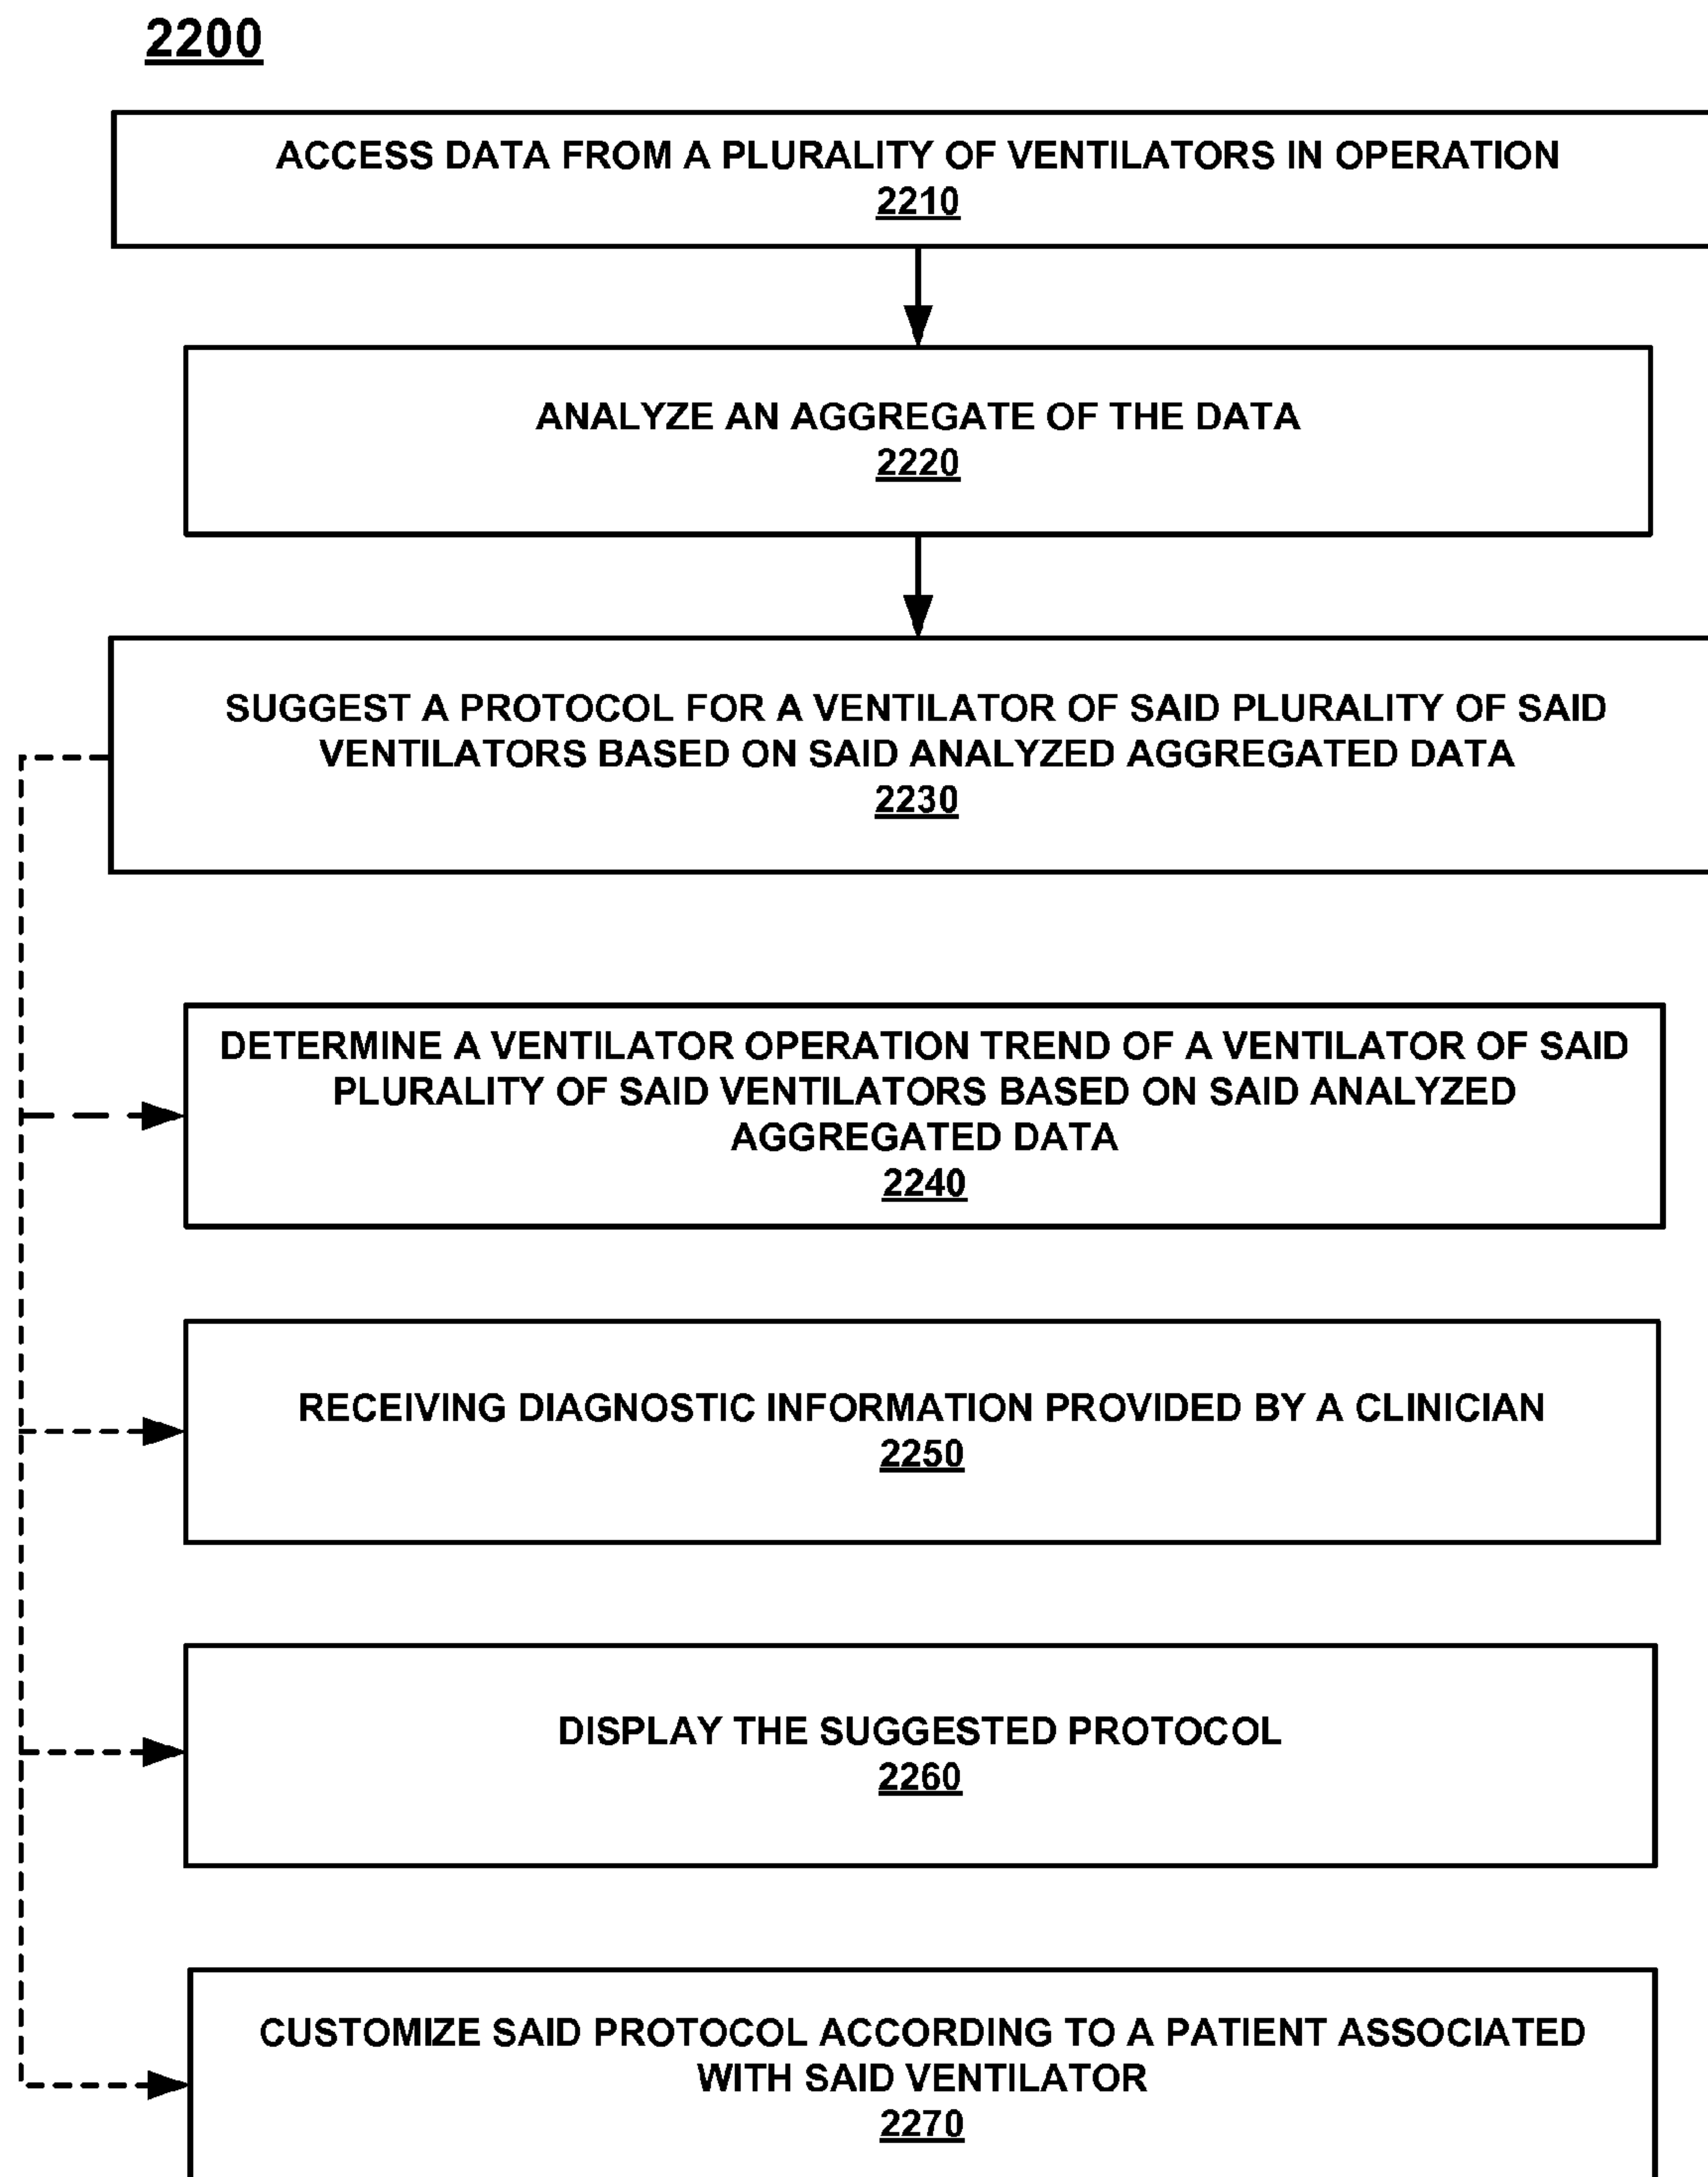 2200
ACCESS DATA FROM A PLURALITY OF VENTILATORS IN OPERATION
2210
ANALYZE AN AGGREGATE OF THE DATA
2220
SUGGEST A PROTOCOL FOR A VENTILATOR OF SAID PLURALITY OF SAID
VENTILATORS BASED ON SAID ANALYZED AGGREGATED DATA
2230
DETERMINE A VENTILATOR OPERATION TREND OF A VENTILATOR OF SAID
PLURALITY OF SAID VENTILATORS BASED ON SAID ANALYZED
AGGREGATED DATA
2240
RECEIVING DIAGNOSTIC INFORMATION PROVIDED BY A CLINICIAN
2250
DISPLAY THE SUGGESTED PROTOCOL
2260
CUSTOMIZE SAID PROTOCOL ACCORDING TO A PATIENT ASSOCIATED
WITH SAID VENTILATOR
2270